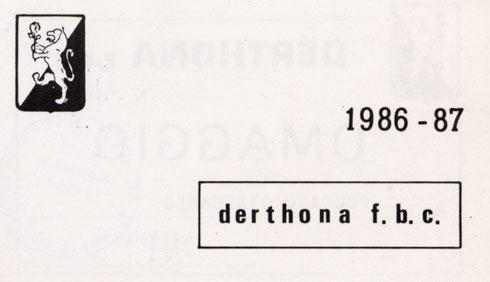 1986 - 87
derthona f. b. c.